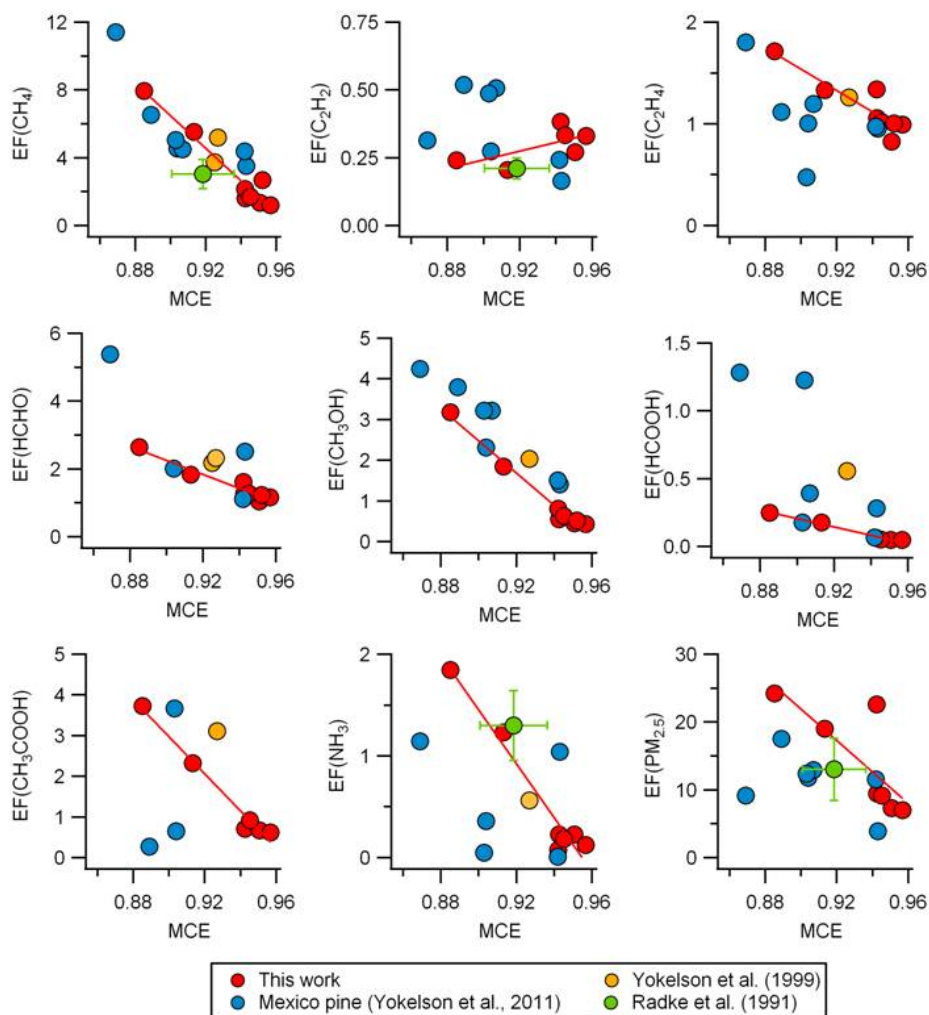 12
8
4
0
EF(CH4)
0.88 0.92 0.96
MCE
0.75
0.50
0.25
0.00
EF(C2H2)
0.88 0.92 0.96
MCE
2
1
0
EF(C2H4)
0.88 0.92 0.96
MCE
6
4
2
0
EF(HCHO)
0.88 0.92 0.96
MCE
5
4
3
2
1
0
EF(CH3OH)
0.88 0.92 0.96
MCE
1.5
1.0
0.5
0.0
EF(HCOOH)
0.88 0.92 0.96
MCE
5
4
3
2
1
0
EF(CH3COOH)
0.88 0.92 0.96
MCE
2
1
0
EF(NH3)
0.88 0.92 0.96
MCE
30
20
10
0
EF(PM2.5)
0.88 0.92 0.96
MCE
This work
Mexico pine (Yokelson et al., 2011)
Yokelson et al. (1999)
Radke et al. (1991)